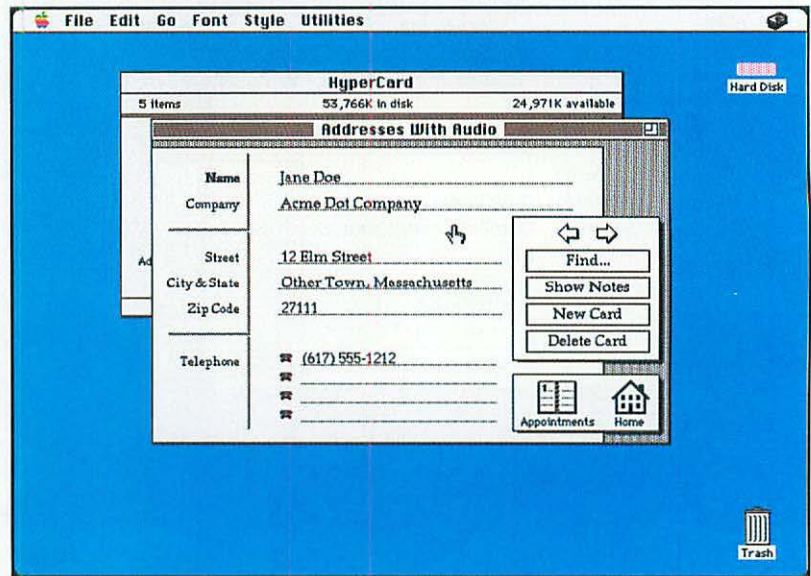 File Edit Go Font Style Utilities
Hard Disk
HyperCard
5 items 53,766K in disk 24,971K available
Addresses With Audio
Name Jane Doe
Company Acme Dot Company
Ad
Street 12 Elm Street
City & State Other Town, Massachusetts
Zip Code 27111
Telephone (617) 555-1212
Find...
Show Notes
New Card
Delete Card
1
Appointments Home
Trash